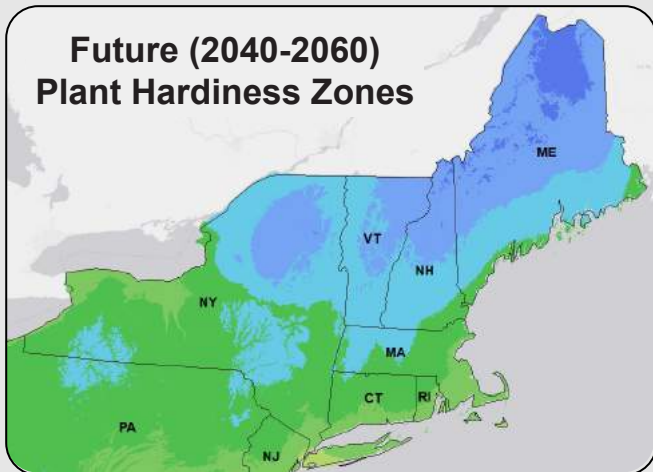 Future (2040-2060)
Plant Hardiness Zones
ME
VT
NH
NY
MA
CT
RI
PA
NJ